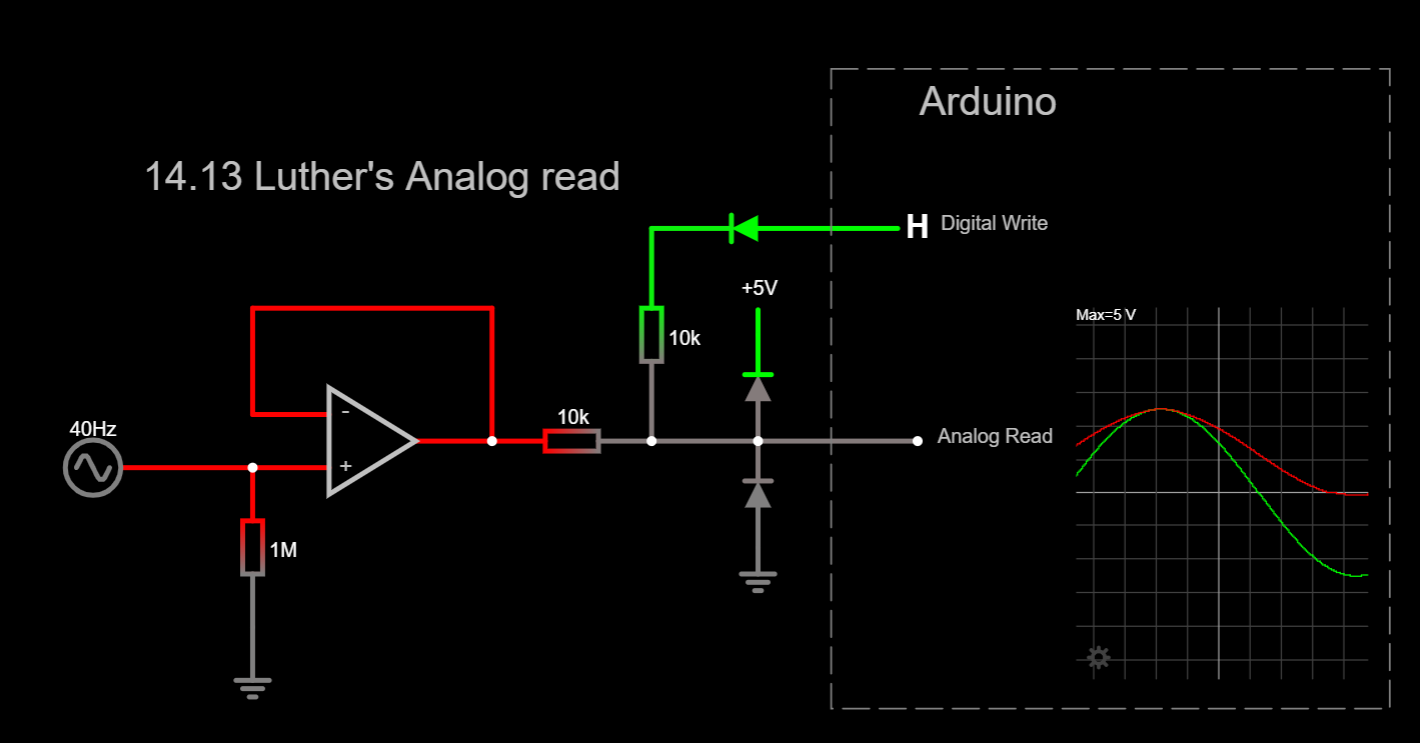 Arduino
14.13 Luther's Analog read
H Digital Write
+5V
Max=5 V
10k
-
10k
40Hz
Analog Read
+
1M